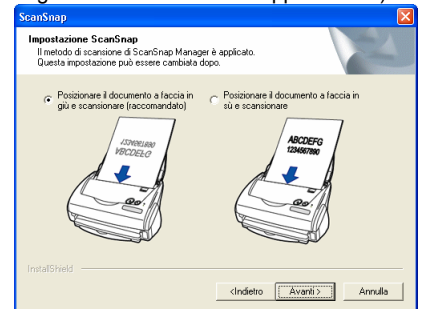 ScanSnap
Impostazione ScanSnap
Il metodo di scansione di ScanSnap Manager è applicato.
Questa impostazione può essere cambiata dopo.
Posizionare il documento a faccia in
giù e scansionare (raccomandato)
Posizionare il documento a faccia in
sù e scansionare
1234567890
ABCDEFG
ABCDEFG
1234567890
InstallShield
<Indietro
Avanti >
Annulla